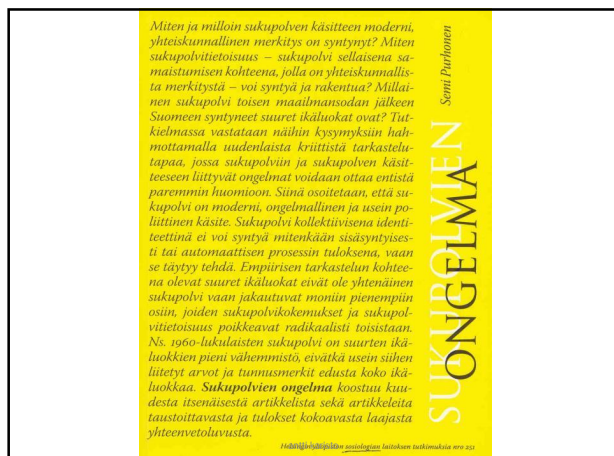 Miten ja milloin sukupolven käsitteen moderni,
yhteiskunnallinen merkitys on syntynyt? Miten
sukupolvitietoisuus – sukupolvi sellaisena sa-
maistumisen kohteena, jolla on yhteiskunnallis-
ta merkitystä – voi syntyä ja rakentua? Millai-
nen sukupolvi toisen maailmansodan jälkeen
Suomeen syntyneet suuret ikäluokat ovat? Tut-
kielmassa vastataan näihin kysymyksiin hah-
mottamalla uudenlaista kriittistä tarkastelu-
tapaa, jossa sukupolviin ja sukupolven käsit-
teeseen liittyvät ongelmat voidaan ottaa entistä
paremmin huomioon. Siinä osoitetaan, että su-
kupolvi on moderni, ongelmallinen ja usein po-
liittinen käsite. Sukupolvi kollektiivisena identi-
teettinä ei voi syntyä mitenkään sisäsyntyises-
ti tai automaattisen prosessin tuloksena, vaan
se täytyy tehdä. Empiirisen tarkastelun kohtee-
na olevat suuret ikäluokat eivät ole yhtenäinen
sukupolvi vaan jakautuvat moniin pienempiin
osiin, joiden sukupolvikokemukset ja sukupol-
vitietoisuus poikkeavat radikaalisti toisistaan.
Ns. 1960-lukulaisten sukupolvi on suurten ikä-
luokkien pieni vähemmistö, eivätkä usein siihen
liitetyt arvot ja tunnusmerkit edusta koko ikä-
luokkaa. Sukupolvien ongelma koostuu kuu-
desta itsenäisestä artikkelista sekä artikkeleita
taustoittavasta ja tulokset kokoavasta laajasta
yhteenvetoluvusta.
Semi Purhonen
SUKUPOLVIEN
ONGELMA
Helsingin yliopiston sosiologian laitoksen tutkimuksia nro 251